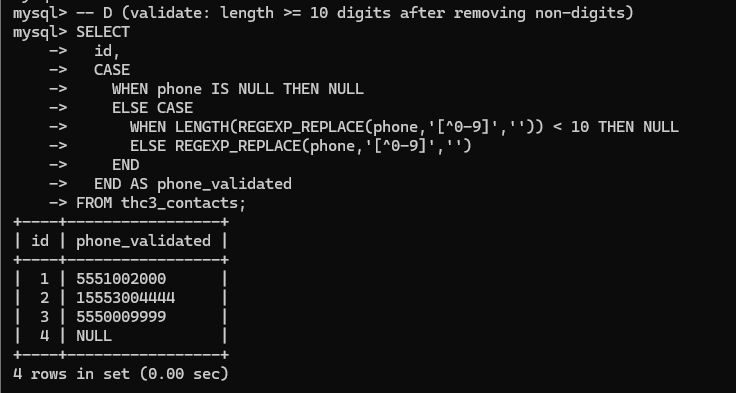 mysql> -- D (validate: length >= 10 digits after removing non-digits)
mysql> SELECT
    ->   id,
    ->   CASE
    ->     WHEN phone IS NULL THEN NULL
    ->     ELSE CASE
    ->       WHEN LENGTH(REGEXP_REPLACE(phone,'[^0-9]','')) < 10 THEN NULL
    ->       ELSE REGEXP_REPLACE(phone,'[^0-9]','')
    ->     END
    ->   END AS phone_validated
    -> FROM thc3_contacts;
+----+-----------------+
| id | phone_validated |
+----+-----------------+
|  1 | 5551002000      |
|  2 | 15553004444     |
|  3 | 5550009999      |
|  4 | NULL            |
+----+-----------------+
4 rows in set (0.00 sec)